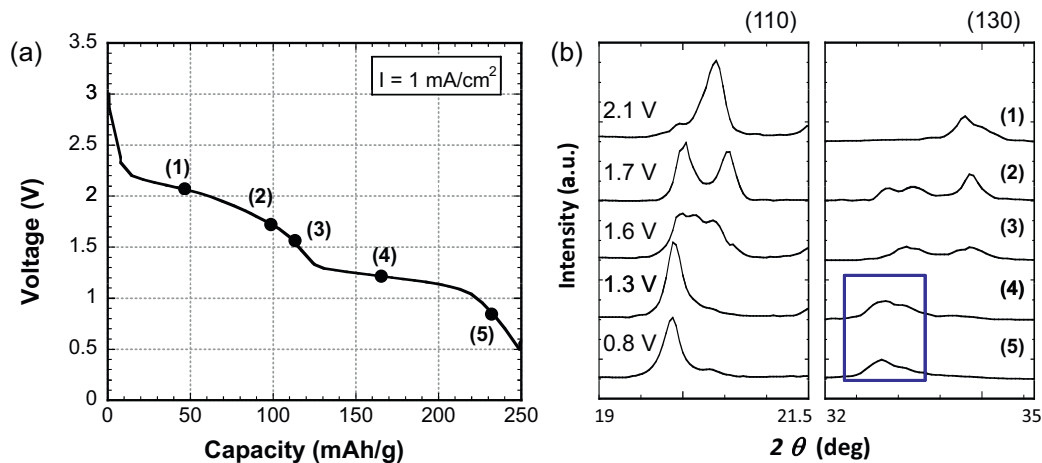 (a)
I = 1 mA/cm²
3.5
3
2.5
2
1.5
1
0.5
0
Voltage (V)
(1)
(2)
(3)
(4)
(5)
0
50
100
150
200
250
Capacity (mAh/g)
(b)
(110)
(130)
Intensity (a.u.)
2.1 V
(1)
1.7 V
(2)
1.6 V
(3)
1.3 V
(4)
0.8 V
(5)
19
21.5
32
35
2 θ (deg)